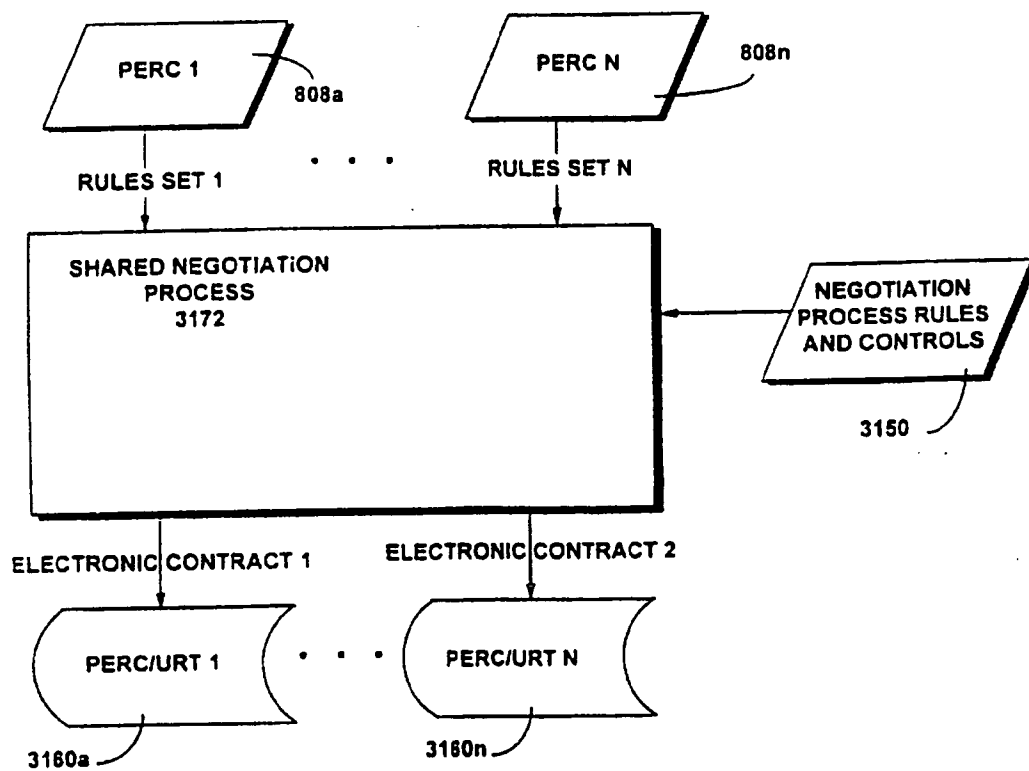 PERC 1
808a
PERC N
808n
RULES SET 1
RULES SET N
SHARED NEGOTIATiON
PROCESS
3172
NEGOTIATION
PROCESS RULES
AND CONTROLS
3150
ELECTRONIC CONTRACT 1
ELECTRONIC CONTRACT 2
PERC/URT 1
PERC/URT N
3160a
3160n